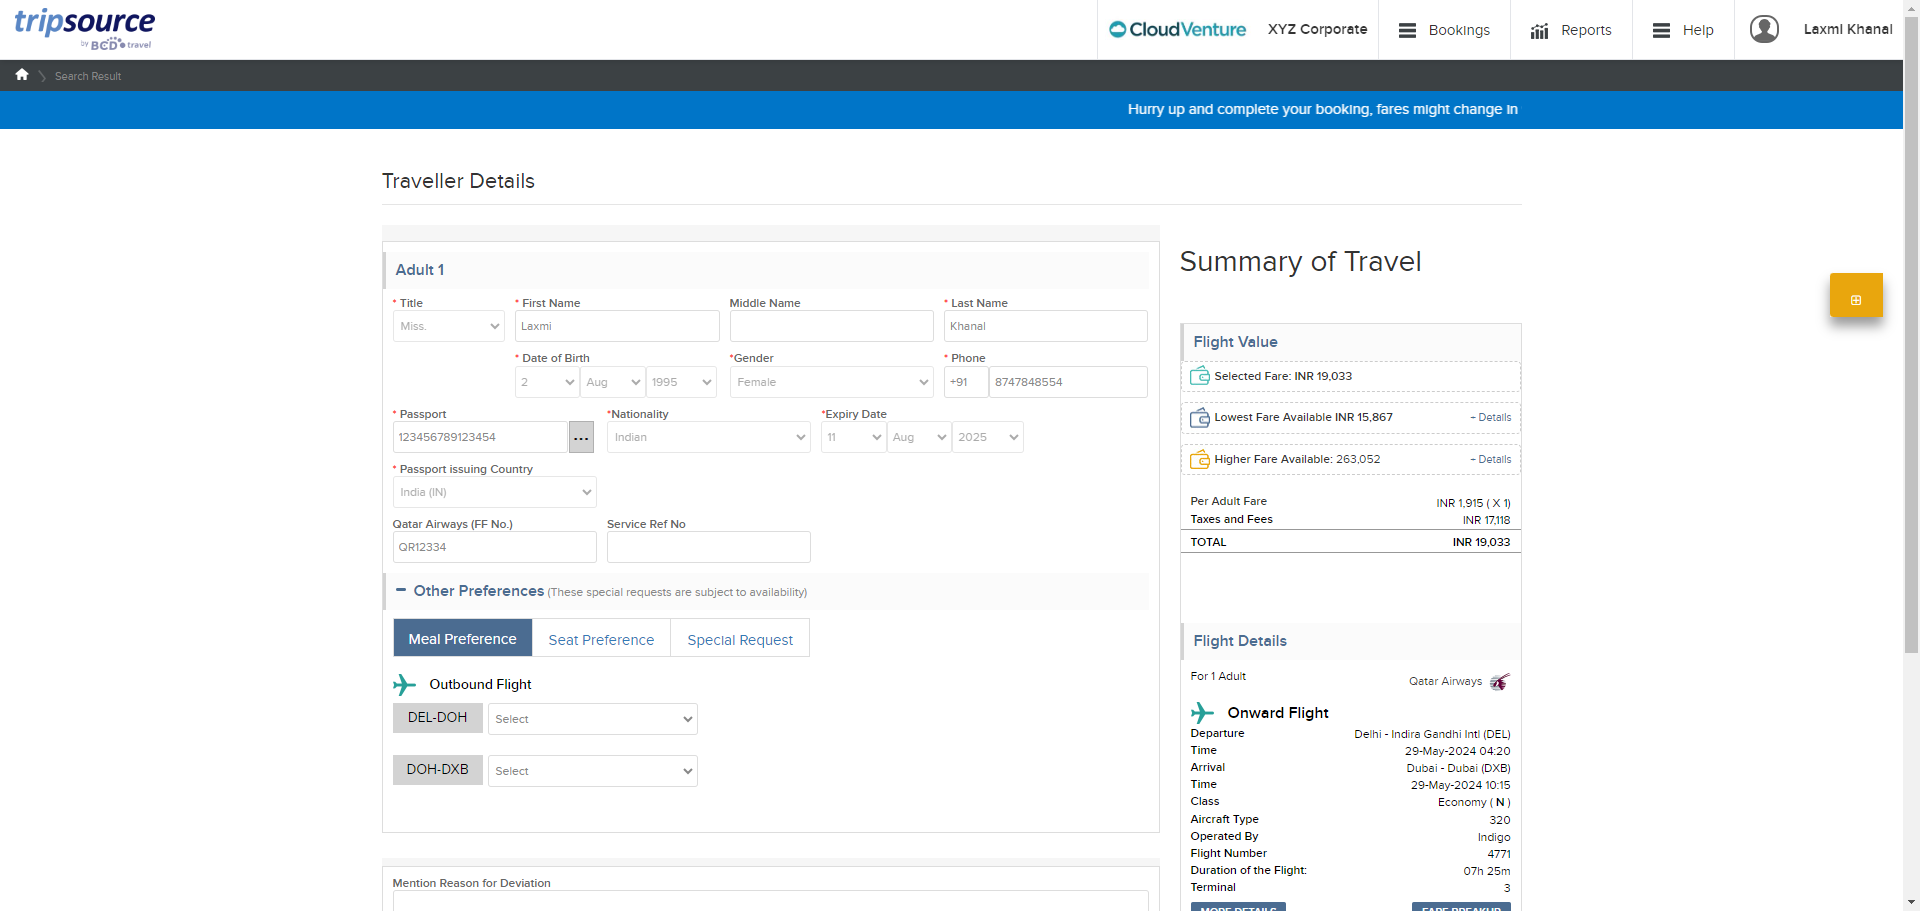 tripsource
by BCD travel
CloudVenture
XYZ Corporate
Bookings
Reports
Help
Laxmi Khanal
Search Result
Hurry up and complete your booking, fares might change in
Traveller Details
Adult 1
* Title
* First Name
Middle Name
* Last Name
Miss.
Laxmi
Khanal
* Date of Birth
*Gender
* Phone
2
Aug
1995
Female
+91
8747848554
* Passport
*Nationality
*Expiry Date
123456789123454
...
Indian
11
Aug
2025
* Passport issuing Country
India (IN)
Qatar Airways (FF No.)
Service Ref No
QR12334
Other Preferences (These special requests are subject to availability)
Meal Preference
Seat Preference
Special Request
Outbound Flight
DEL-DOH
Select
DOH-DXB
Select
Mention Reason for Deviation
Summary of Travel
Flight Value
Selected Fare: INR 19,033
Lowest Fare Available INR 15,867
+ Details
Higher Fare Available: 263,052
+ Details
Per Adult Fare
INR 1,915 ( X 1)
Taxes and Fees
INR 17,118
TOTAL
INR 19,033
Flight Details
For 1 Adult
Qatar Airways
Onward Flight
Departure
Delhi - Indira Gandhi Intl (DEL)
Time
29-May-2024 04:20
Arrival
Dubai - Dubai (DXB)
Time
29-May-2024 10:15
Class
Economy ( N )
Aircraft Type
320
Operated By
Indigo
Flight Number
4771
Duration of the Flight:
07h 25m
Terminal
3
MORE DETAILS
FARE BREAKUP